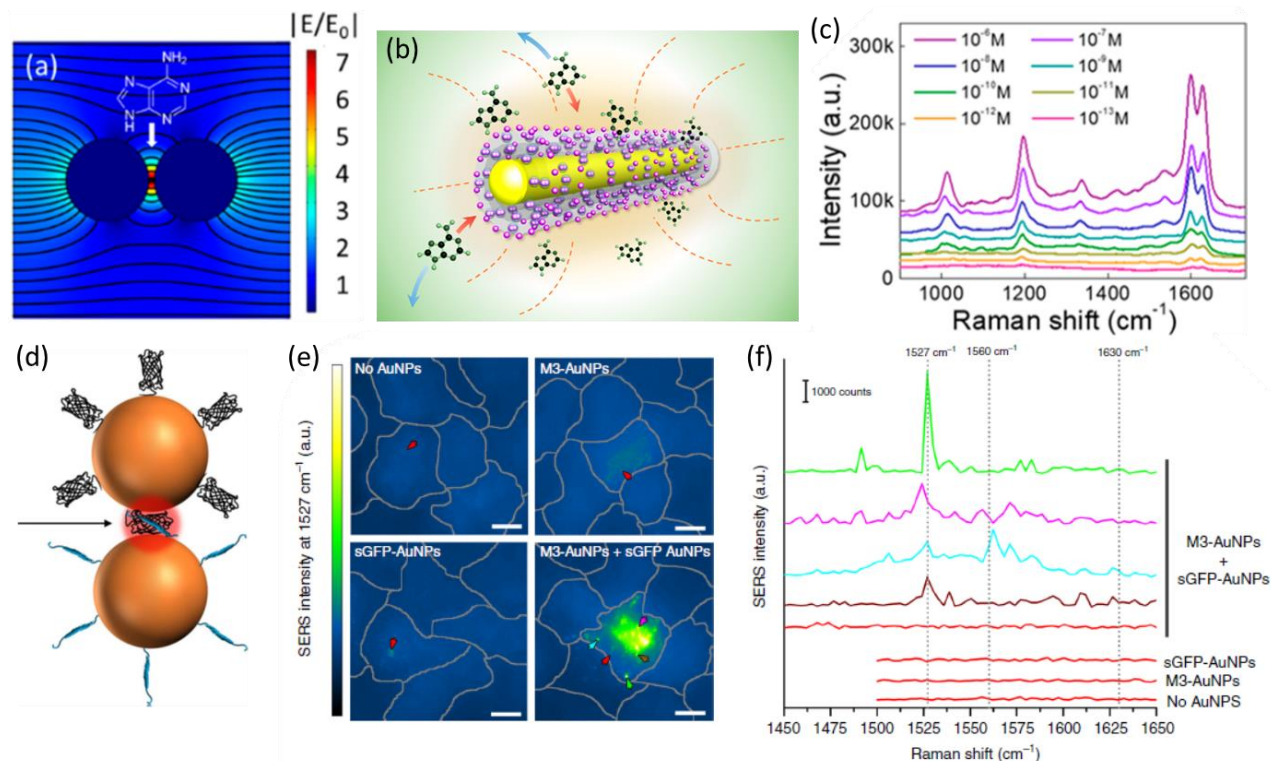 (a)
|E/E₀|
NH₂
N
N
N
N
H
7
6
5
4
3
2
1
(b)
(c)
300k
200k
100k
0
Intensity (a.u.)
10⁻⁶M 10⁻⁷M
10⁻⁸M 10⁻⁹M
10⁻¹⁰M 10⁻¹¹M
10⁻¹²M 10⁻¹³M
1000 1200 1400 1600
Raman shift (cm⁻¹)
(d)
(e)
SERS intensity at 1527 cm⁻¹ (a.u.)
No AuNPs
M3-AuNPs
sGFP-AuNPs
M3-AuNPs + sGFP AuNPs
(f)
1527 cm⁻¹ 1560 cm⁻¹ 1630 cm⁻¹
1000 counts
SERS intensity (a.u.)
M3-AuNPs
+
sGFP-AuNPs
sGFP-AuNPs
M3-AuNPs
No AuNPS
1450 1475 1500 1525 1550 1575 1600 1625 1650
Raman shift (cm⁻¹)